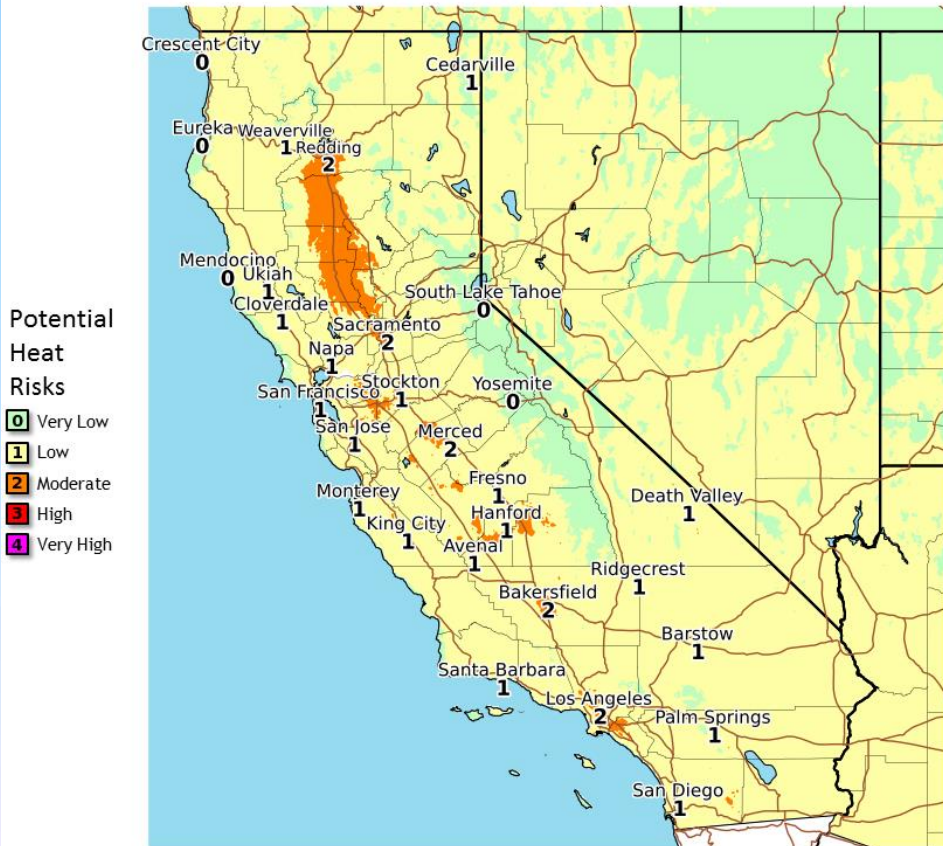 Potential
Heat
Risks
0 Very Low
1 Low
2 Moderate
3 High
4 Very High
Crescent City
0
Cedarville
1
Eureka
0
Weaverville
1
Redding
2
Mendocino
0
Ukiah
1
Cloverdale
1
South Lake Tahoe
0
Sacramento
2
Napa
1
San Francisco
1
Stockton
1
Yosemite
0
San Jose
1
Merced
2
Fresno
1
Monterey
1
Hanford
1
Death Valley
1
King City
1
Avenal
1
Ridgecrest
1
Bakersfield
2
Barstow
1
Santa Barbara
1
Los Angeles
2
Palm Springs
1
San Diego
1